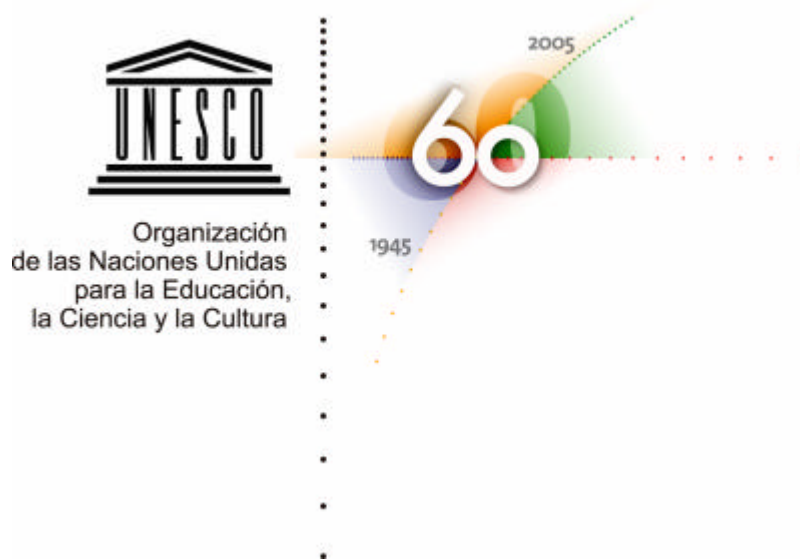 UNESCO
Organización
de las Naciones Unidas
para la Educación,
la Ciencia y la Cultura
2005
60
1945